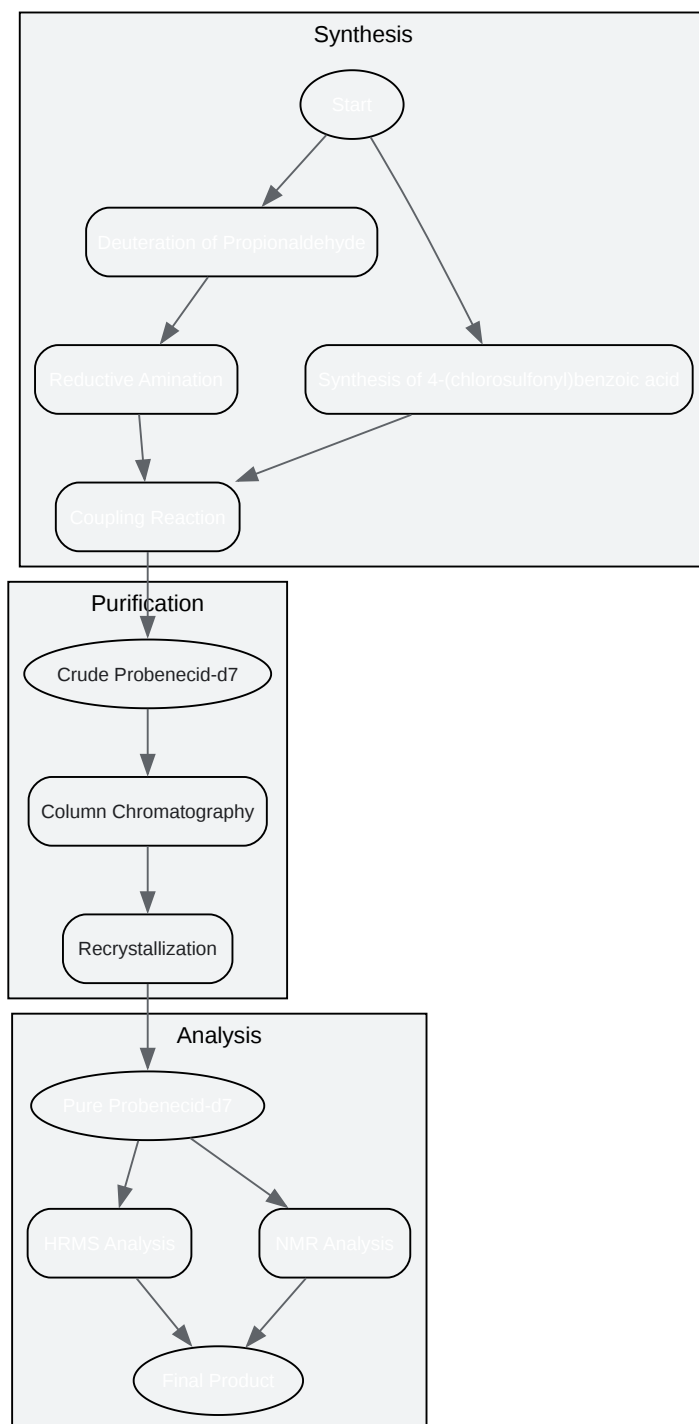 Synthesis
Start
Deuteration of Propionaldehyde
Reductive Amination
Synthesis of 4-(chlorosulfonyl)benzoic acid
Coupling Reaction
Purification
Crude Probenecid-d7
Column Chromatography
Recrystallization
Analysis
Pure Probenecid-d7
HRMS Analysis
NMR Analysis
Final Product